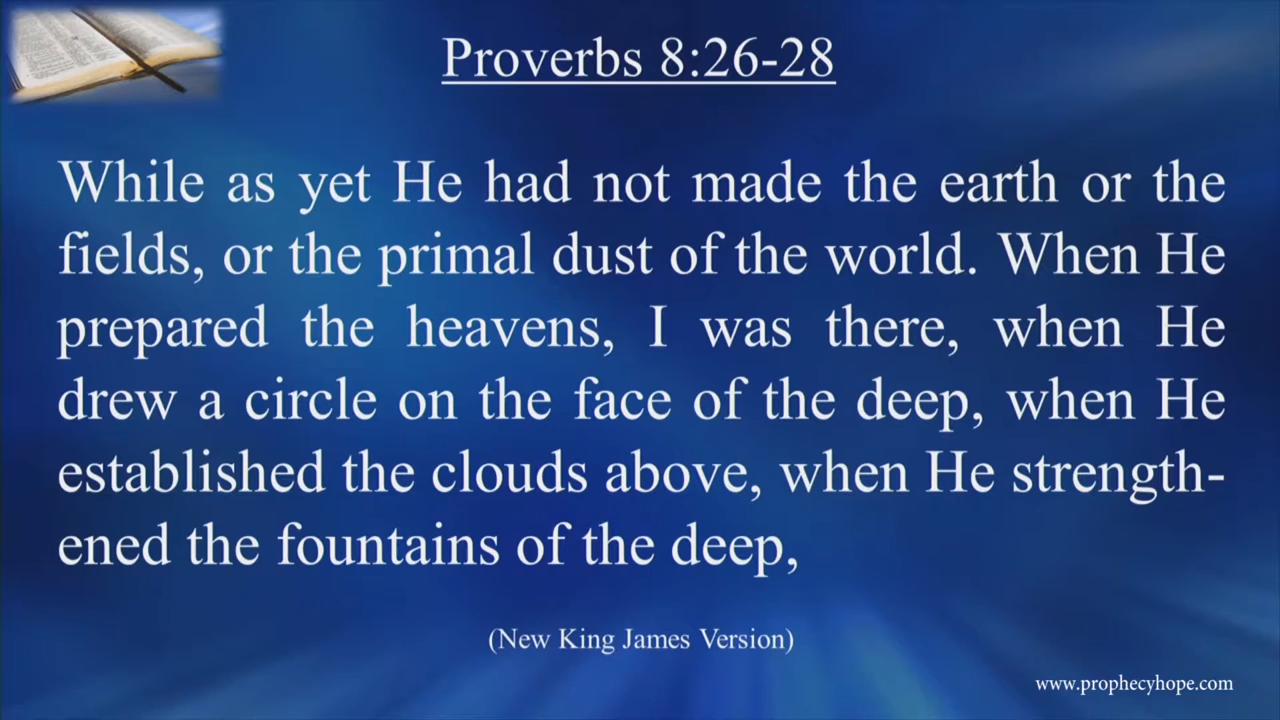 Proverbs 8:26-28
While as yet He had not made the earth or the
fields, or the primal dust of the world. When He
prepared the heavens, I was there, when He
drew a circle on the face of the deep, when He
established the clouds above, when He strength-
ened the fountains of the deep,
(New King James Version)
www.prophecyhope.com